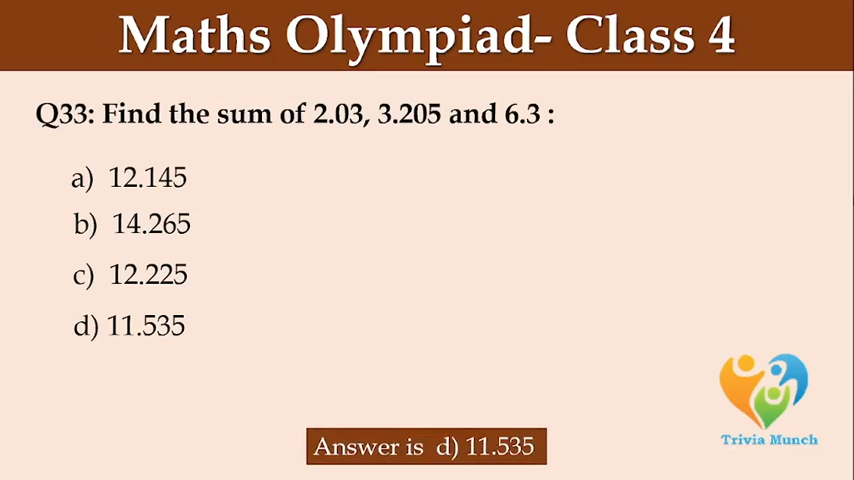 Maths Olympiad- Class 4
Q33: Find the sum of 2.03, 3.205 and 6.3 :
a) 12.145
b) 14.265
c) 12.225
d) 11.535
Trivia Munch
Answer is d) 11.535